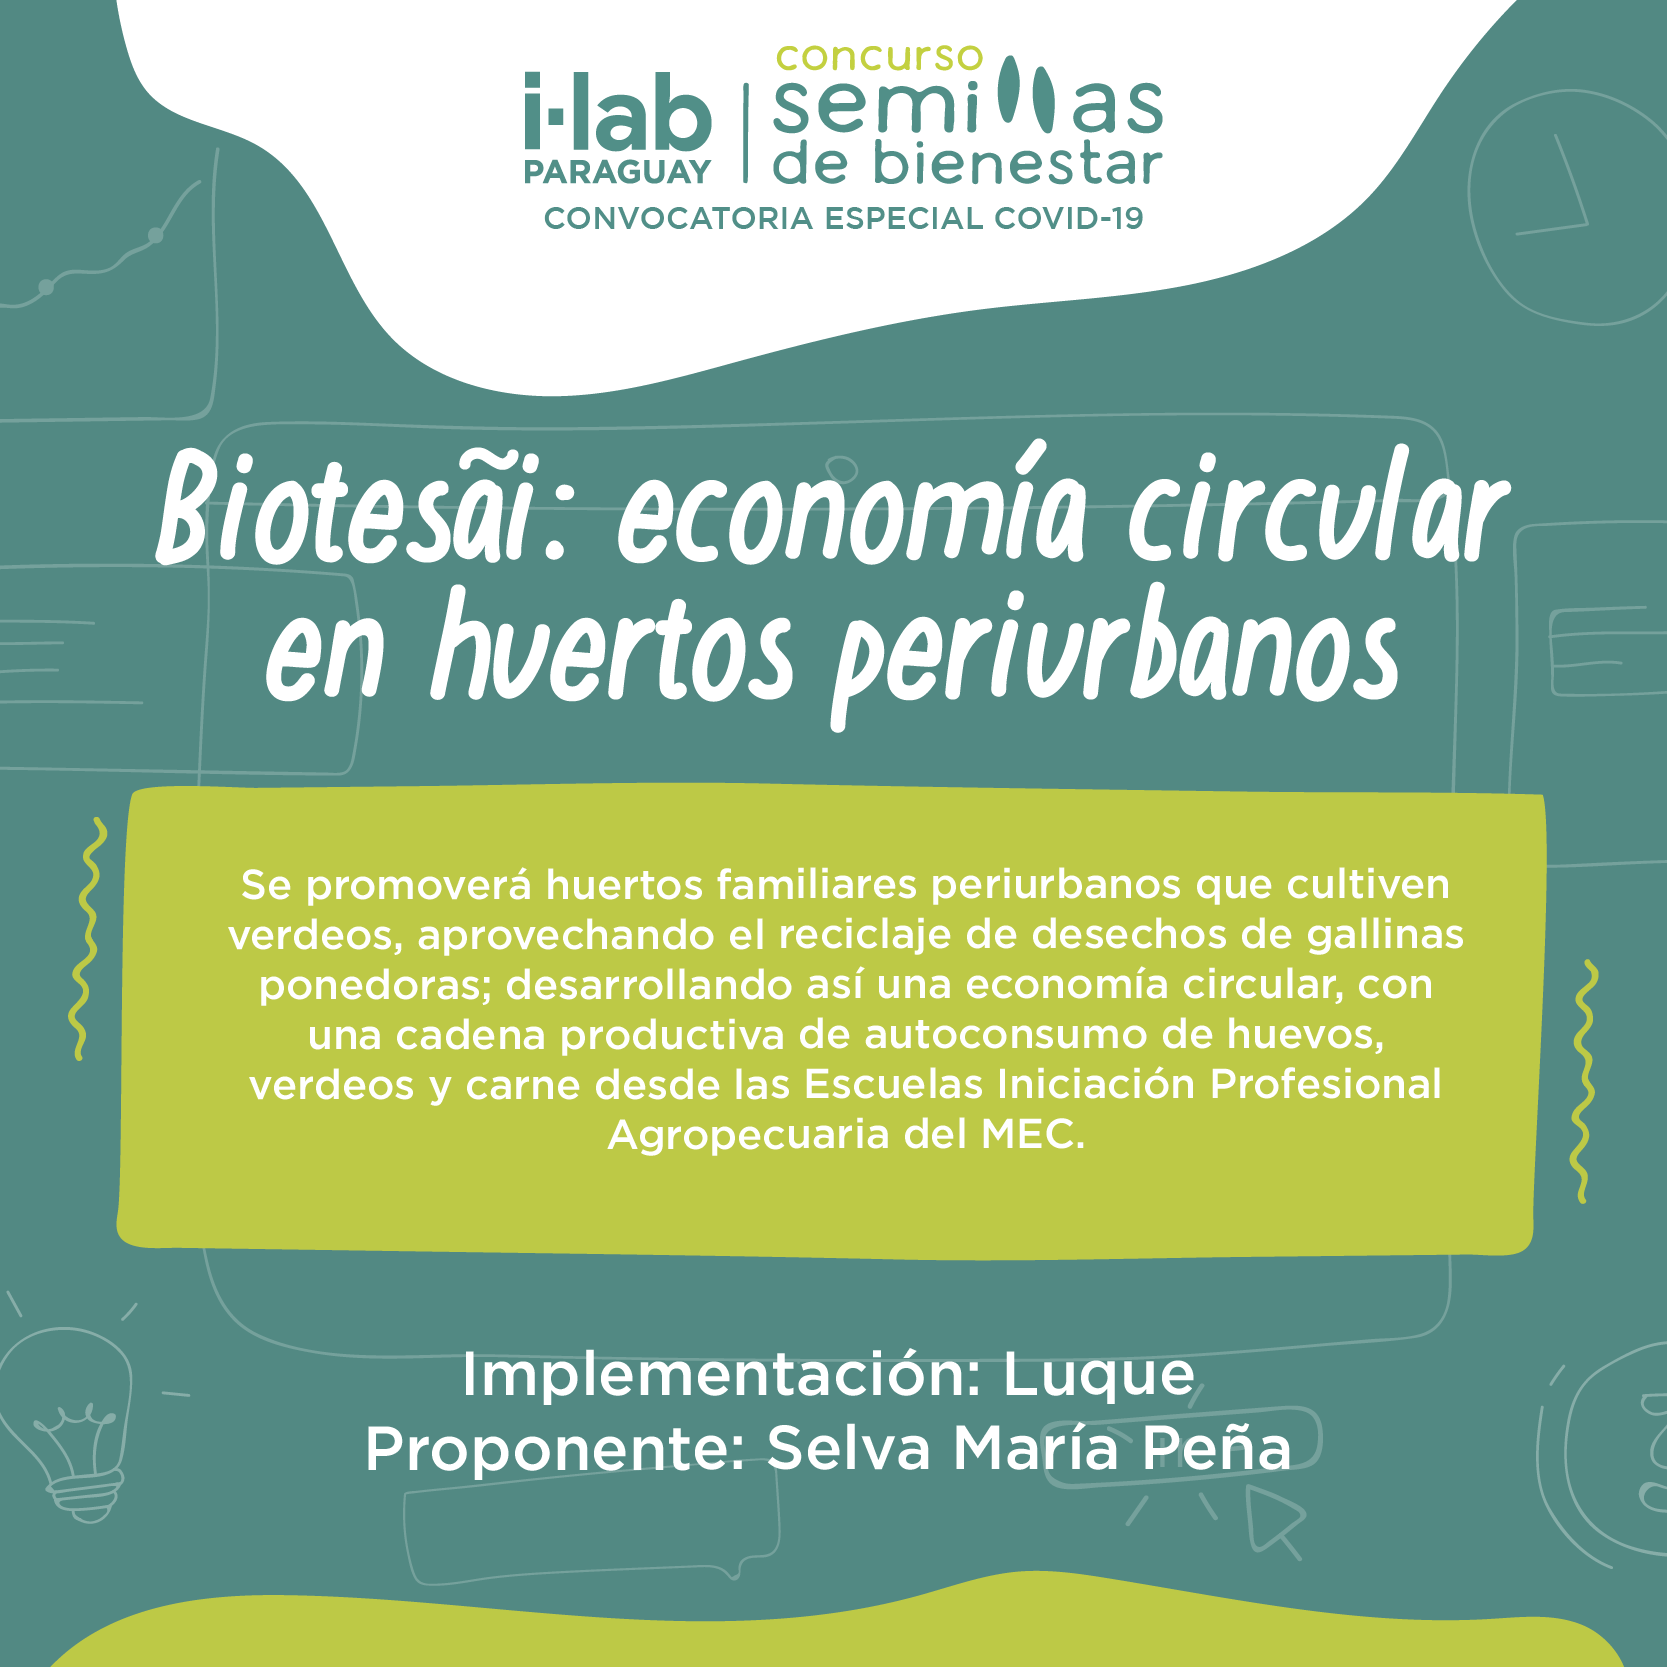 i·lab
PARAGUAY
concurso
semillas
de bienestar
CONVOCATORIA ESPECIAL COVID-19
Biotesãi: economía circular
en huertos periurbanos
Se promoverá huertos familiares periurbanos que cultiven
verdeos, aprovechando el reciclaje de desechos de gallinas
ponedoras; desarrollando así una economía circular, con
una cadena productiva de autoconsumo de huevos,
verdeos y carne desde las Escuelas Iniciación Profesional
Agropecuaria del MEC.
Implementación: Luque
Proponente: Selva María Peña